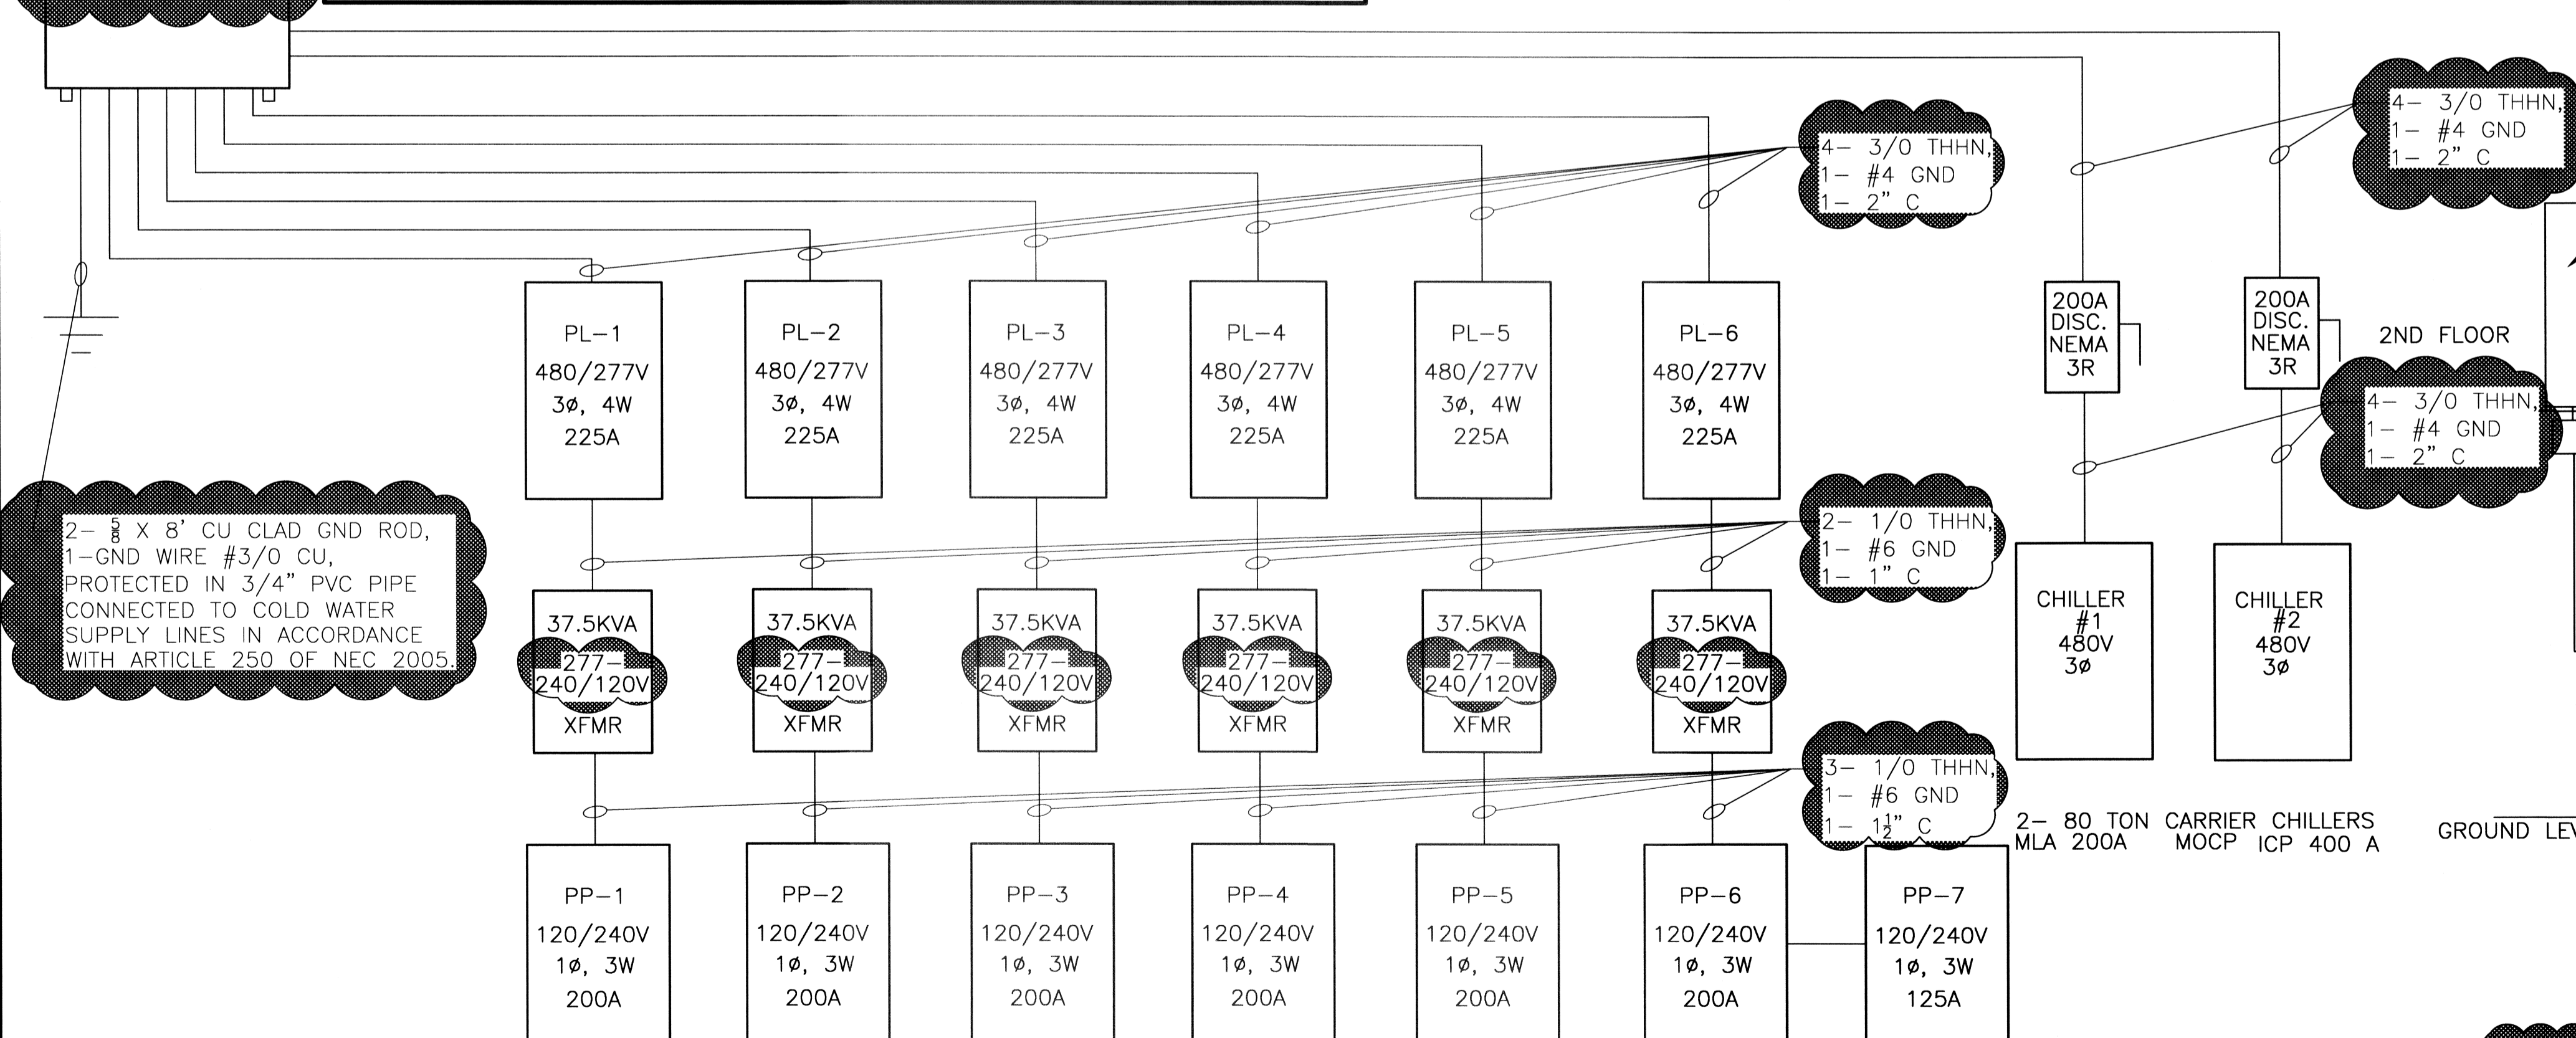 4- 3/0 THHN,
1- #4 GND
1- 2" C
4- 3/0 THHN,
1- #4 GND
1- 2" C
PL-1
480/277V
3ø, 4W
225A
PL-2
480/277V
3ø, 4W
225A
PL-3
480/277V
3ø, 4W
225A
PL-4
480/277V
3ø, 4W
225A
PL-5
480/277V
3ø, 4W
225A
PL-6
480/277V
3ø, 4W
225A
200A
DISC.
NEMA
3R
200A
DISC.
NEMA
3R
2ND FLOOR
4- 3/0 THHN,
1- #4 GND
1- 2" C
2- 5/8 X 8' CU CLAD GND ROD,
1-GND WIRE #3/0 CU,
PROTECTED IN 3/4" PVC PIPE
CONNECTED TO COLD WATER
SUPPLY LINES IN ACCORDANCE
WITH ARTICLE 250 OF NEC 2005.
2- 1/0 THHN,
1- #6 GND
1- 1" C
37.5KVA
277-
240/120V
XFMR
37.5KVA
277-
240/120V
XFMR
37.5KVA
277-
240/120V
XFMR
37.5KVA
277-
240/120V
XFMR
37.5KVA
277-
240/120V
XFMR
37.5KVA
277-
240/120V
XFMR
CHILLER
#1
480V
3ø
CHILLER
#2
480V
3ø
3- 1/0 THHN,
1- #6 GND
1- 1½" C
2- 80 TON CARRIER CHILLERS
MLA 200A MOCP ICP 400 A
GROUND LEV
PP-1
120/240V
1ø, 3W
200A
PP-2
120/240V
1ø, 3W
200A
PP-3
120/240V
1ø, 3W
200A
PP-4
120/240V
1ø, 3W
200A
PP-5
120/240V
1ø, 3W
200A
PP-6
120/240V
1ø, 3W
200A
PP-7
120/240V
1ø, 3W
125A